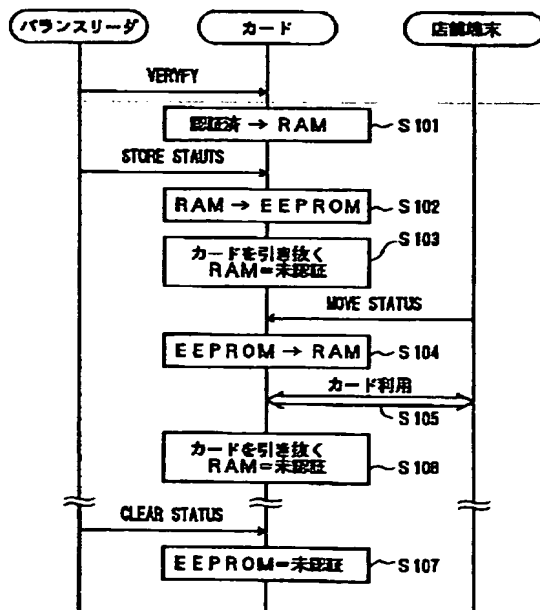 バランスリーダ
カード
店舗端末
VERYFY
認証済 → RAM
S101
STORE STAUTS
RAM → EEPROM
S102
カードを引き抜く
RAM=未認証
S103
MOVE STATUS
EEPROM → RAM
S104
カード利用
S105
カードを引き抜く
RAM=未認証
S106
CLEAR STATUS
EEPROM=未認証
S107